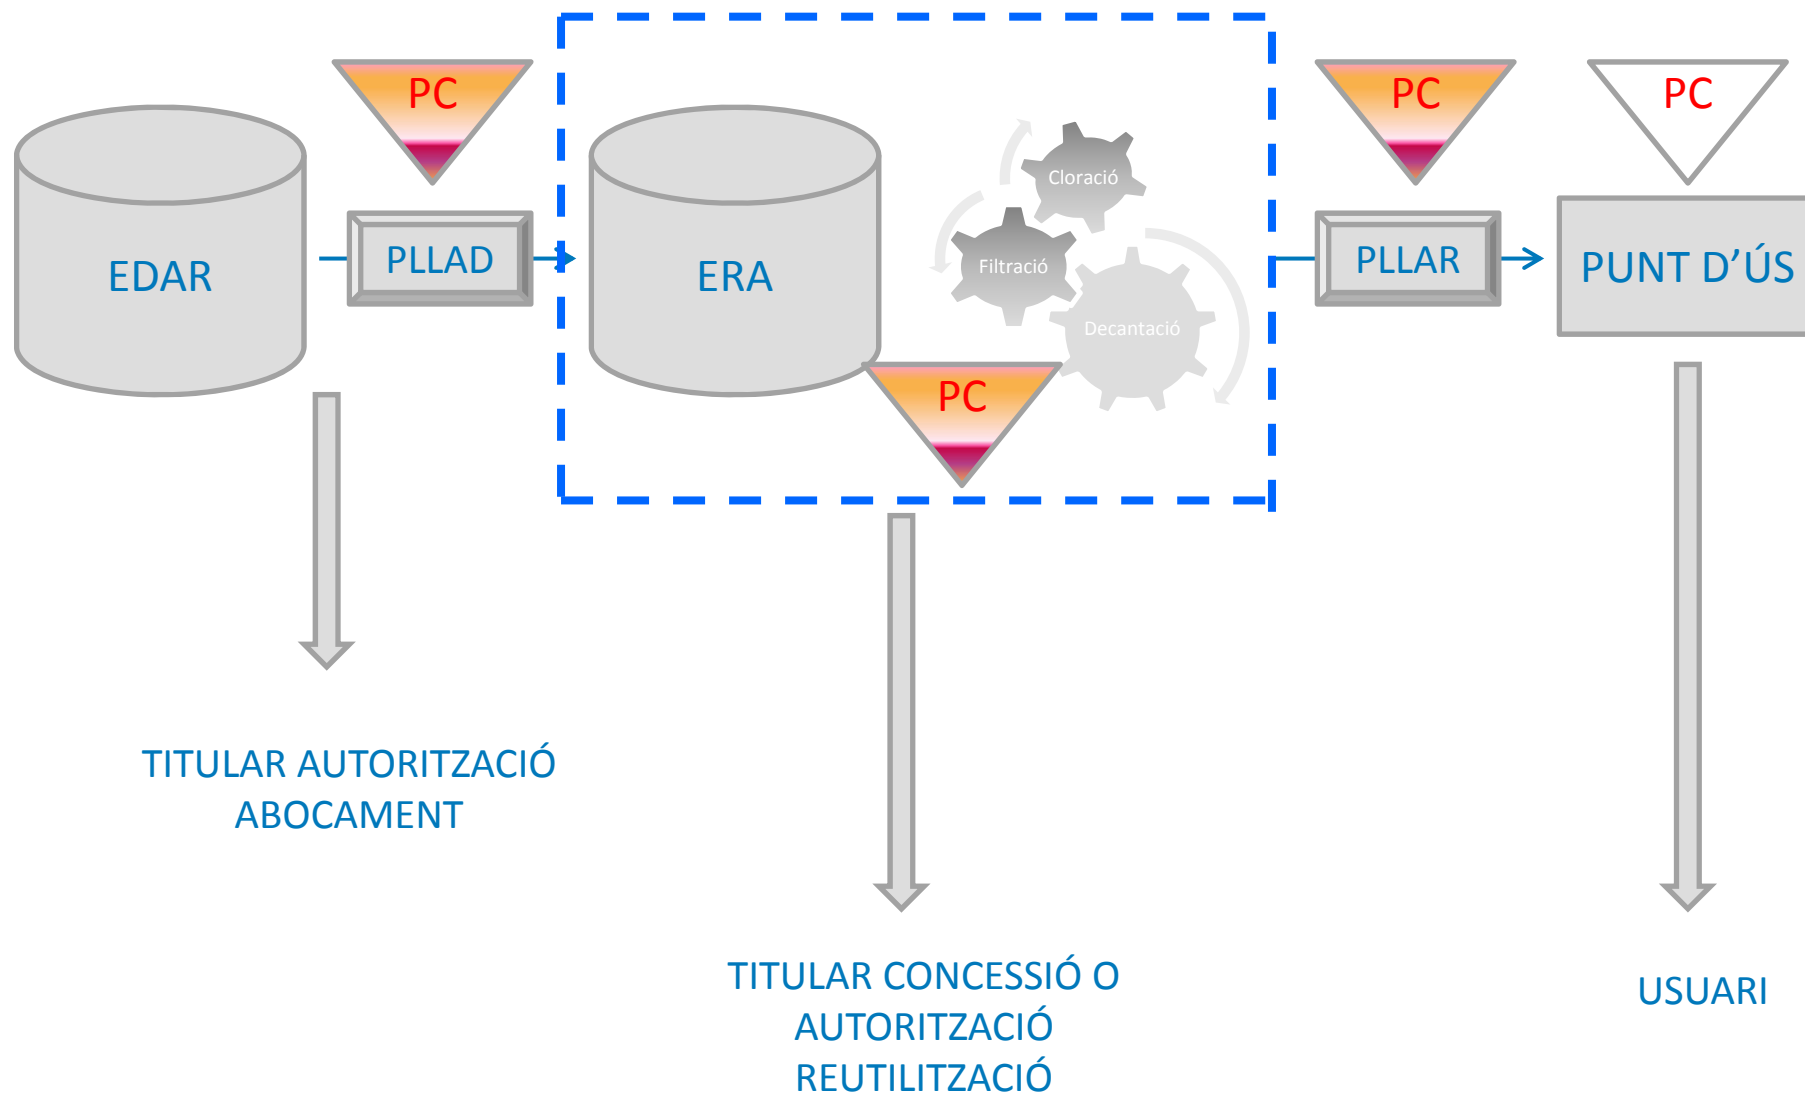 PC
PC
PC
EDAR
PLLAD
ERA
Cloració
Filtració
Decantació
PC
PLLAR
PUNT D’ÚS
TITULAR AUTORITZACIÓ
ABOCAMENT
TITULAR CONCESSIÓ O
AUTORITZACIÓ
REUTILITZACIÓ
USUARI